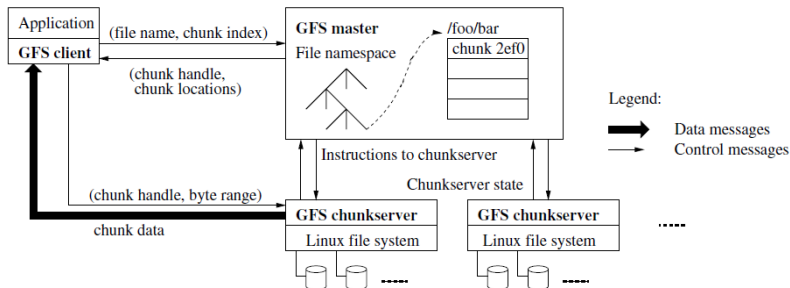 Application
GFS client
(file name, chunk index)
(chunk handle,
chunk locations)
GFS master
File namespace
/foo/bar
chunk 2ef0
Legend:
Data messages
Control messages
Instructions to chunkserver
Chunkserver state
(chunk handle, byte range)
chunk data
GFS chunkserver
Linux file system
GFS chunkserver
Linux file system